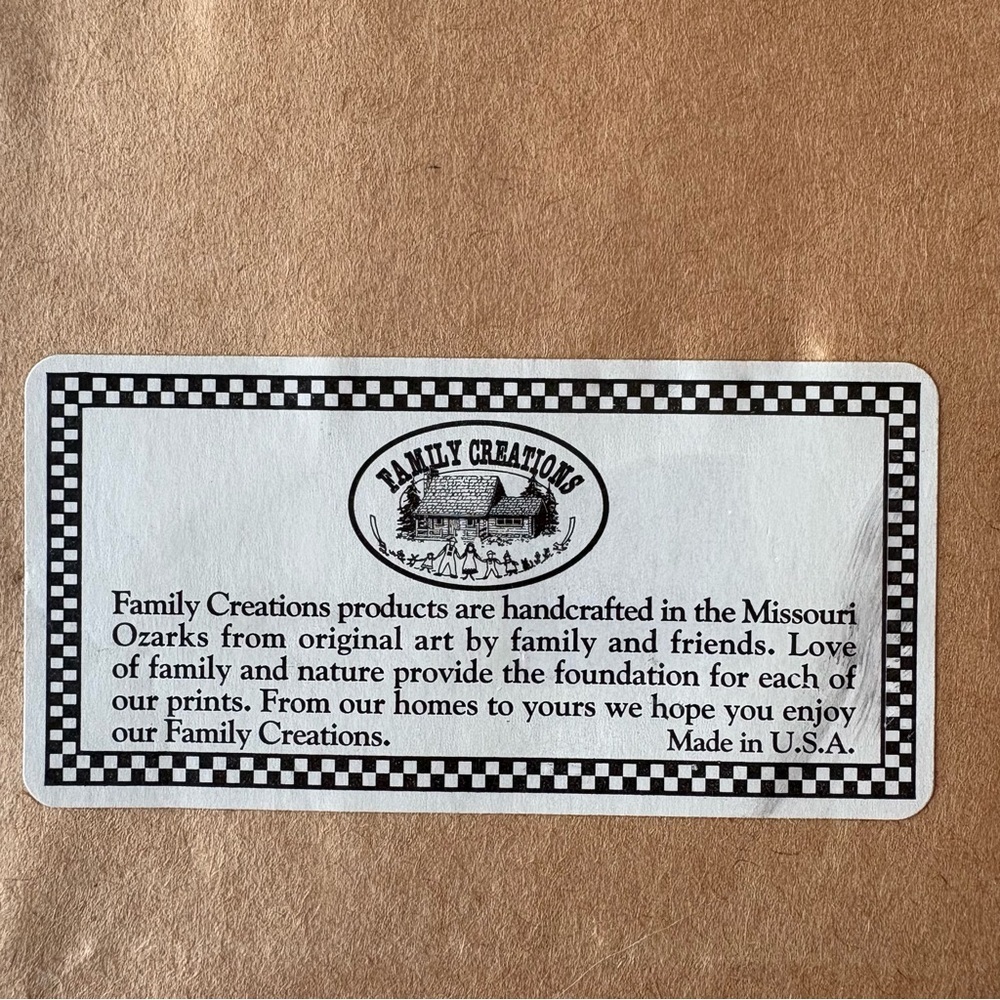 FAMILY CREATIONS
Family Creations products are handcrafted in the Missouri
Ozarks from original art by family and friends. Love
of family and nature provide the foundation for each of
our prints. From our homes to yours we hope you enjoy
our Family Creations. Made in U.S.A.